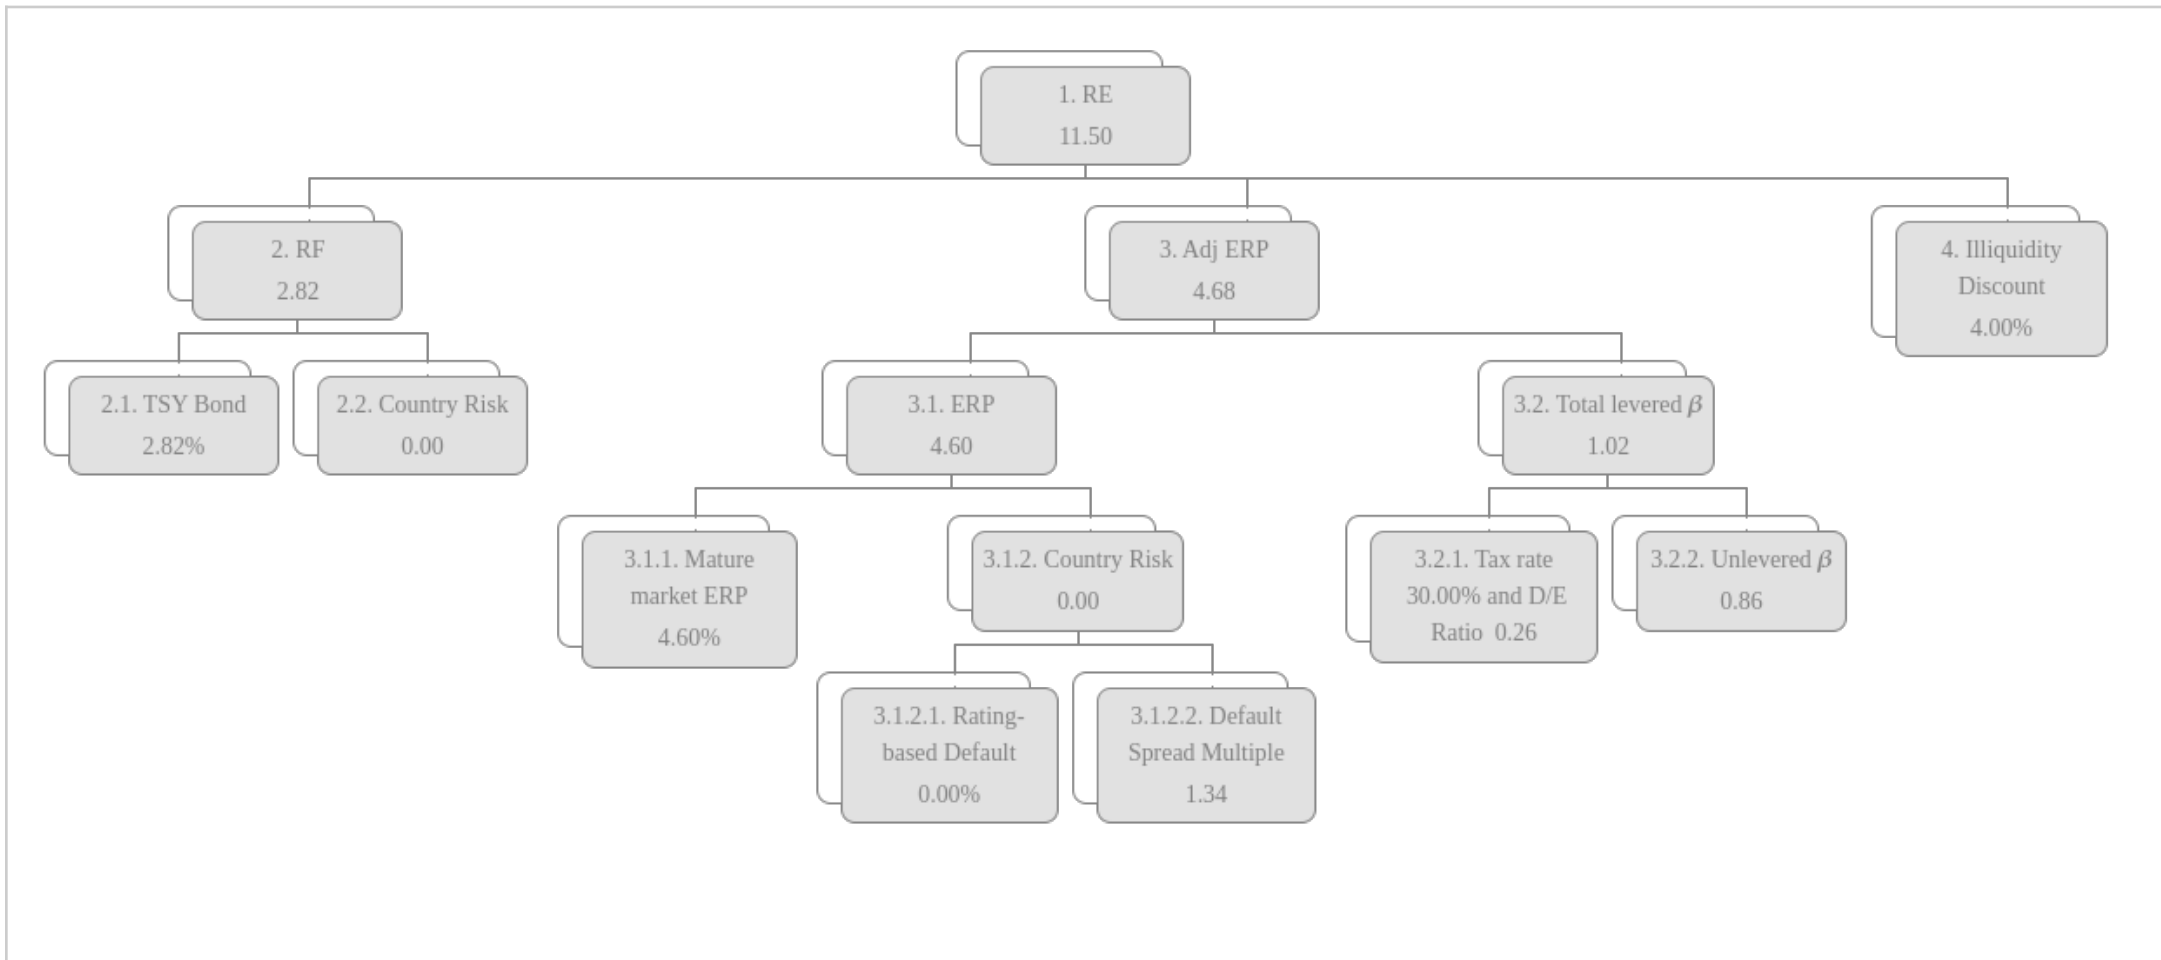 1. RE
11.50
2. RF
2.82
3. Adj ERP
4.68
4. Illiquidity
Discount
4.00%
2.1. TSY Bond
2.82%
2.2. Country Risk
0.00
3.1. ERP
4.60
3.2. Total levered β
1.02
3.1.1. Mature
market ERP
4.60%
3.1.2. Country Risk
0.00
3.2.1. Tax rate
30.00% and D/E
Ratio 0.26
3.2.2. Unlevered β
0.86
3.1.2.1. Rating-
based Default
0.00%
3.1.2.2. Default
Spread Multiple
1.34